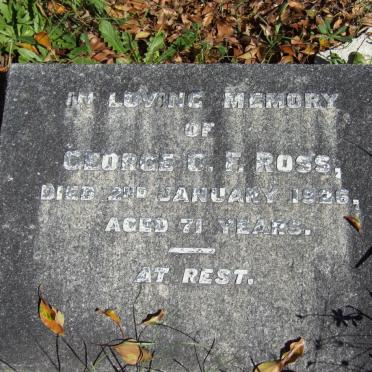 IN LOVING MEMORY
OF
GEORGE C. F. ROSS,
DIED 2ND JANUARY 1926,
AGED 71 YEARS.
AT REST.